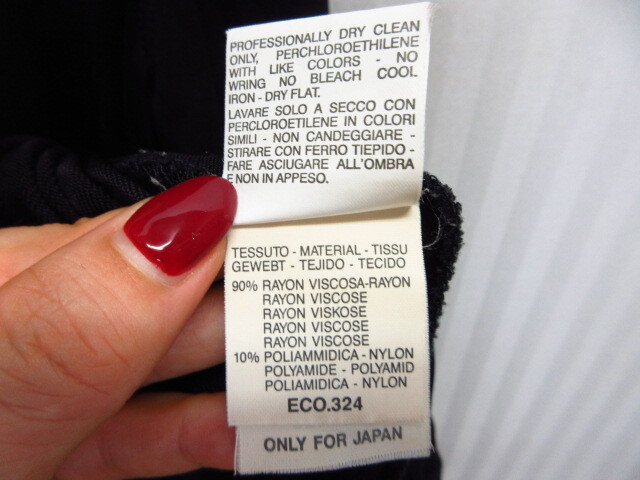 PROFESSIONALLY DRY CLEAN
ONLY, PERCHLOROETHILENE
WITH LIKE COLORS - NO
WRING NO BLEACH COOL
IRON - DRY FLAT.
LAVARE SOLO A SECCO CON
PERCLOROETILENE IN COLORI
SIMILI - NON CANDEGGIARE -
STIRARE CON FERRO TIEPIDO -
FARE ASCIUGARE ALL'OMBRA
E NON IN APPESO.
TESSUTO - MATERIAL - TISSU
GEWEBT - TEJIDO - TECIDO
90% RAYON VISCOSA-RAYON
RAYON VISCOSE
RAYON VISKOSE
RAYON VISCOSE
RAYON VISCOSE
10% POLIAMMIDICA - NYLON
POLYAMIDE - POLYAMID
POLIAMIDICA - NYLON
ECO.324
ONLY FOR JAPAN